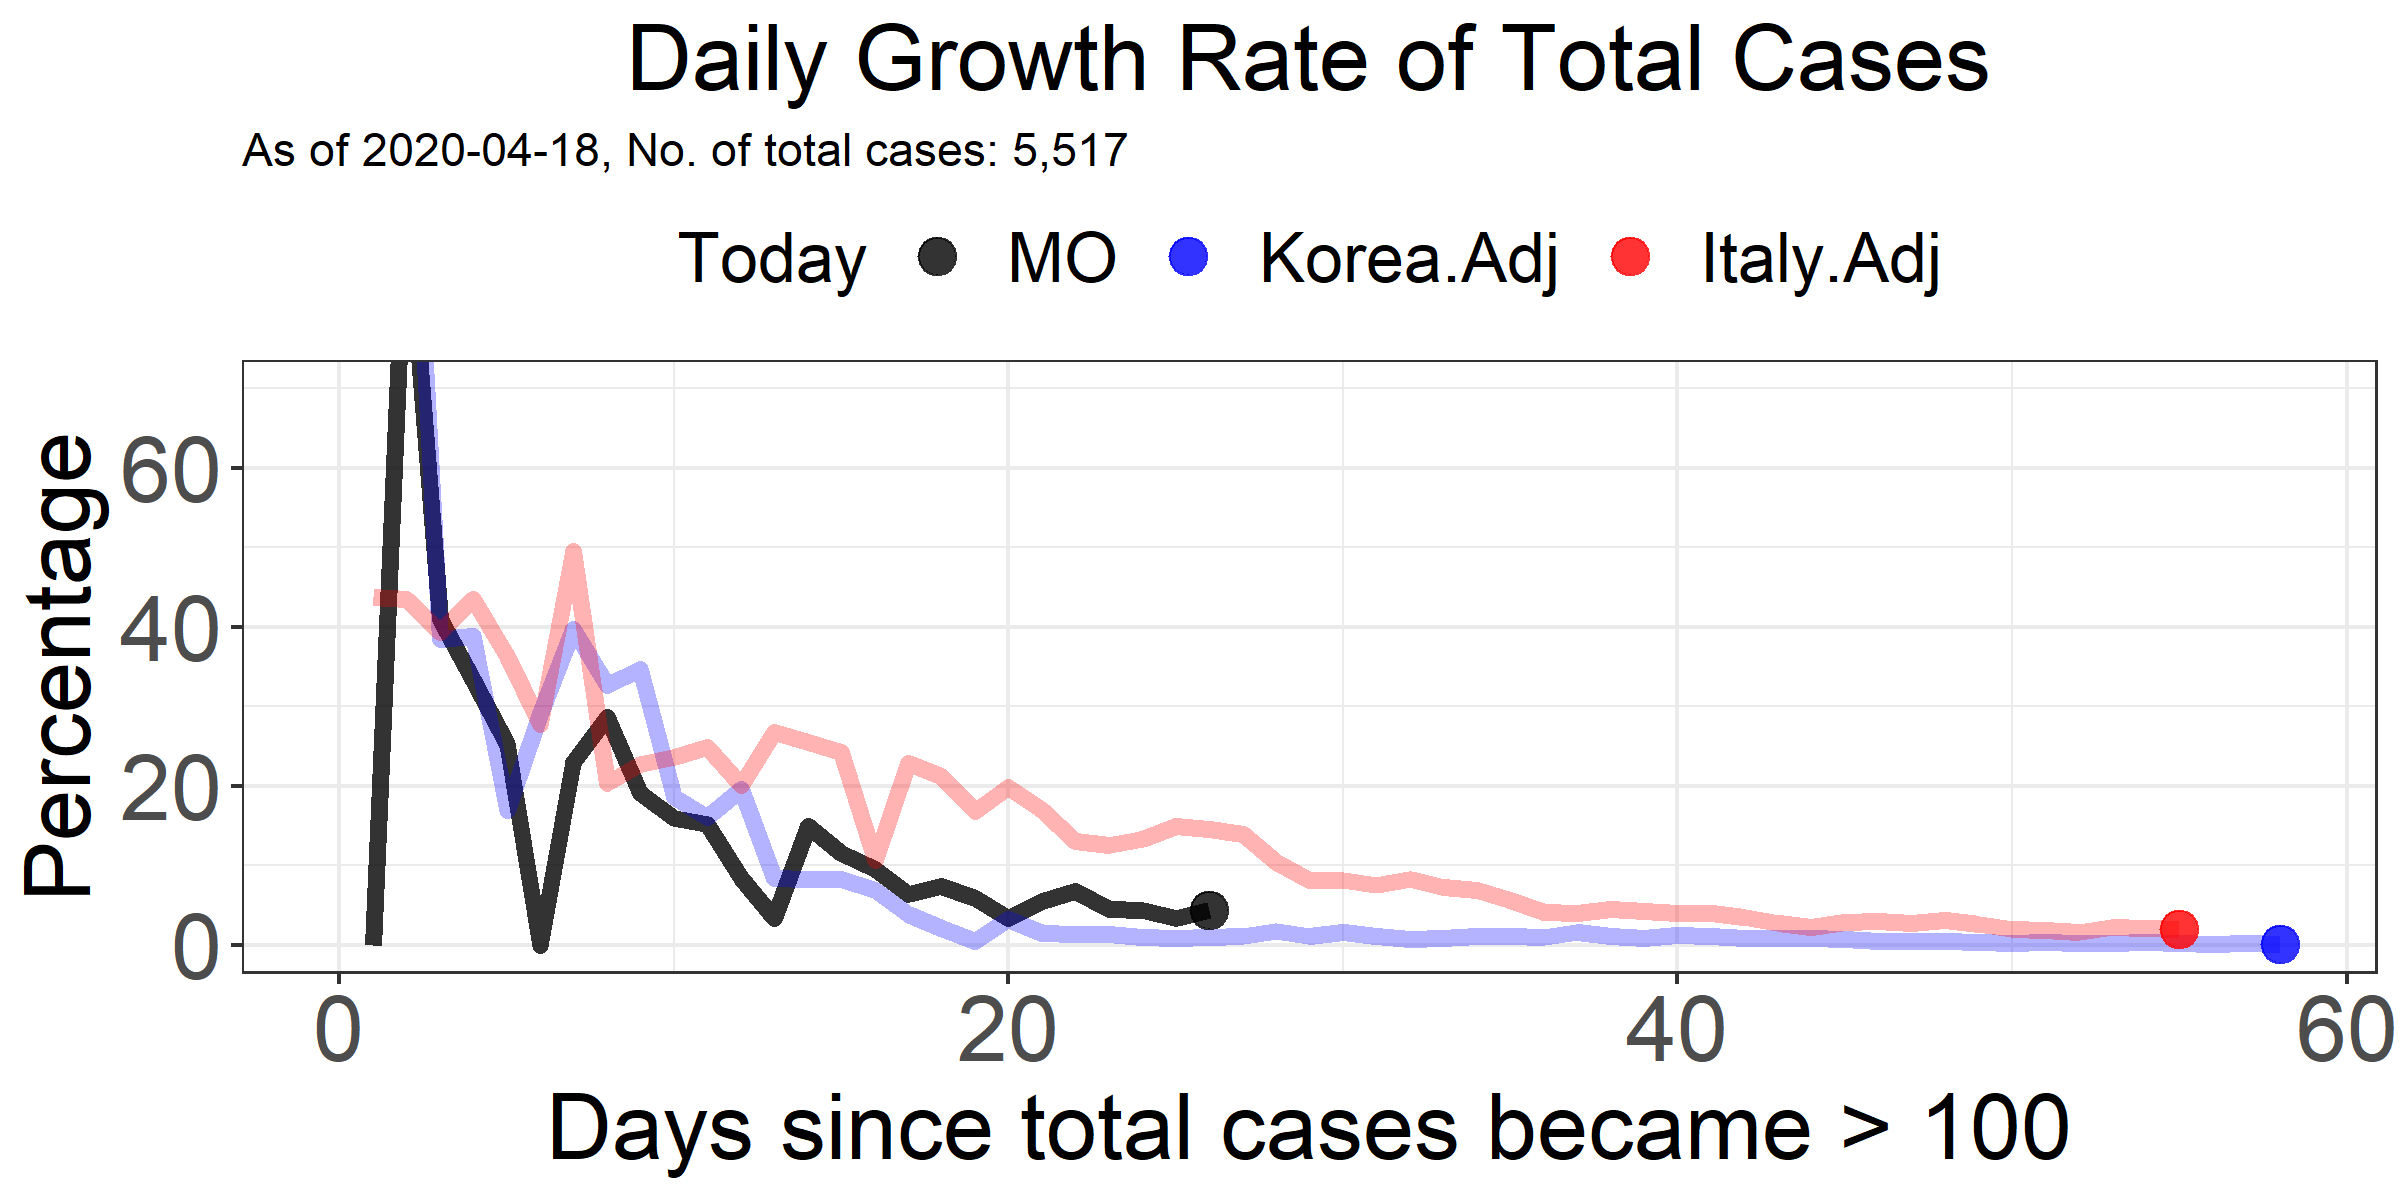 Daily Growth Rate of Total Cases
As of 2020-04-18, No. of total cases: 5,517
Today MO Korea.Adj Italy.Adj
Percentage
60
40
20
0
0 20 40 60
Days since total cases became > 100